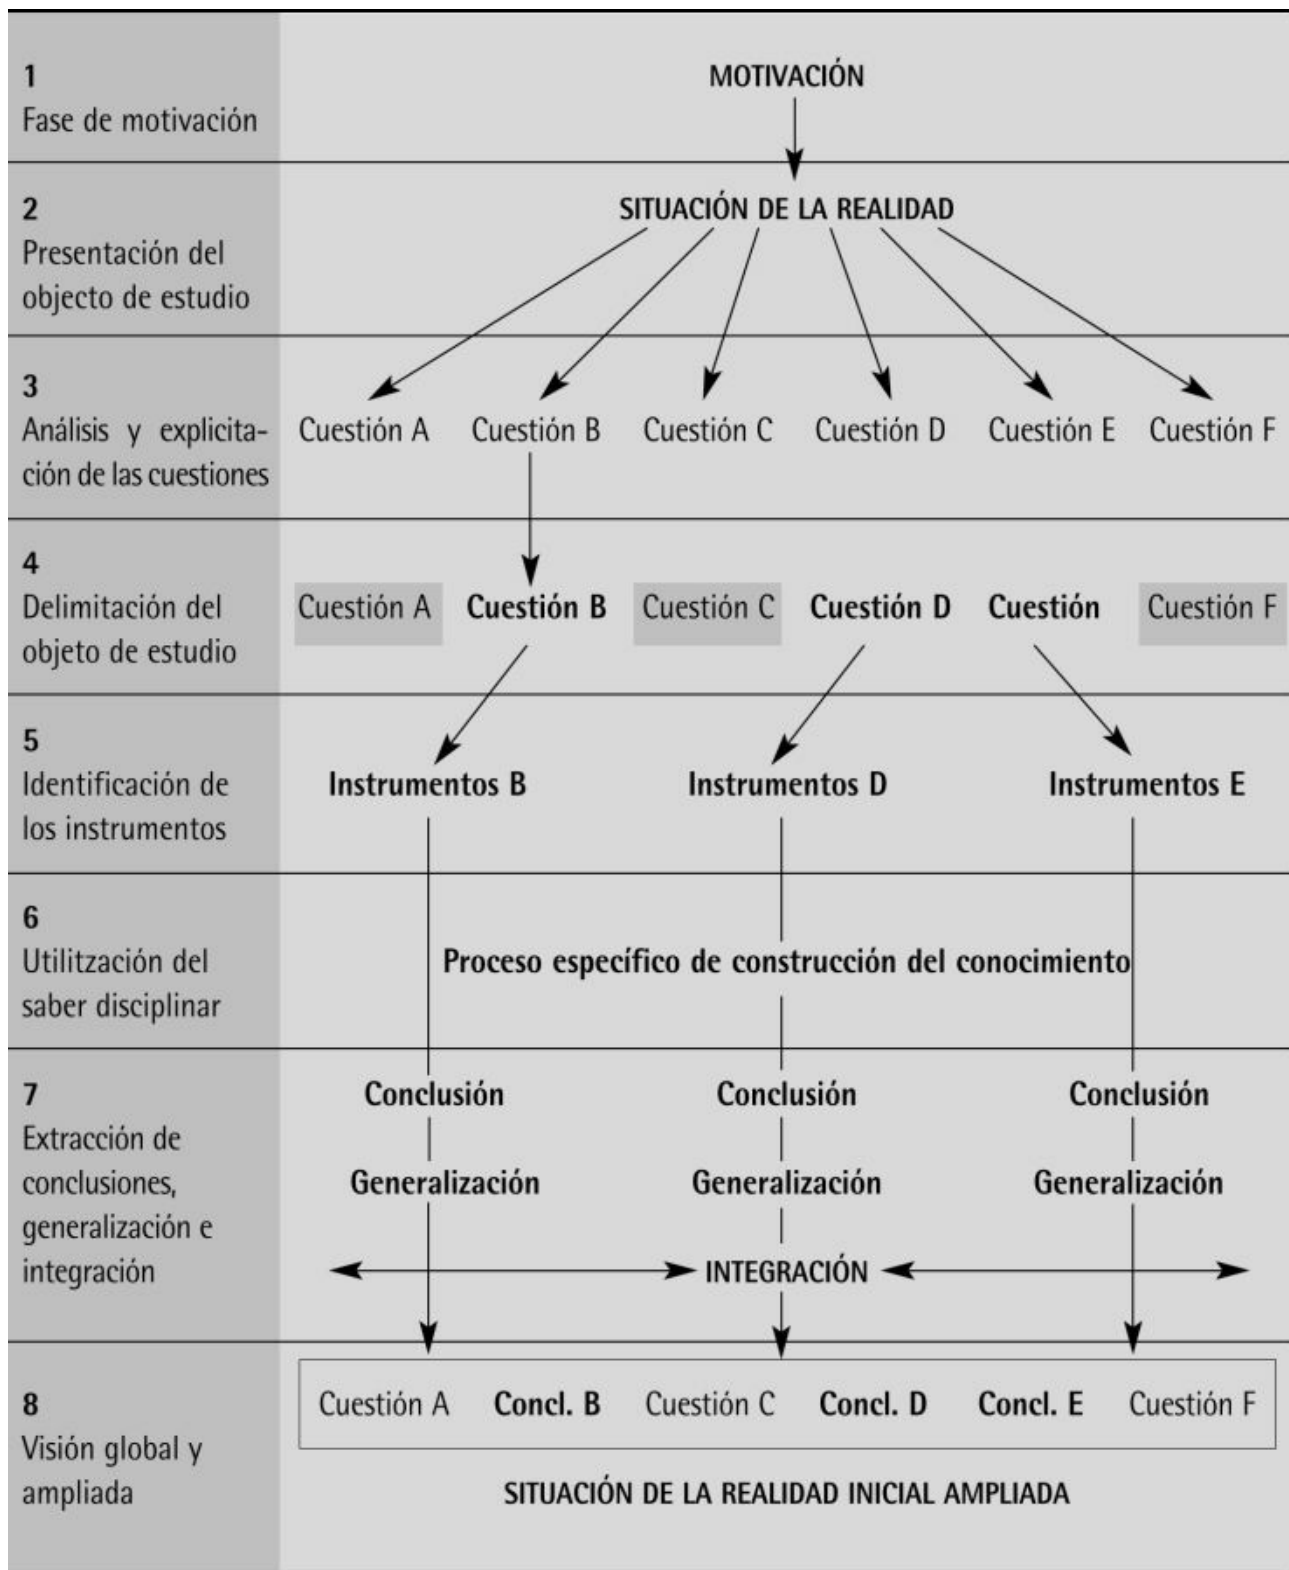 1
Fase de motivación
MOTIVACIÓN
2
Presentación del
objecto de estudio
SITUACIÓN DE LA REALIDAD
3
Análisis y explicita-
ción de las cuestiones
Cuestión A Cuestión B Cuestión C Cuestión D Cuestión E Cuestión F
4
Delimitación del
objeto de estudio
Cuestión A Cuestión B Cuestión C Cuestión D Cuestión Cuestión F
5
Identificación de
los instrumentos
Instrumentos B Instrumentos D Instrumentos E
6
Utilitzación del
saber disciplinar
Proceso específico de construcción del conocimiento
7
Extracción de
conclusiones,
generalización e
integración
Conclusión Conclusión Conclusión
Generalización Generalización Generalización
INTEGRACIÓN
8
Visión global y
ampliada
Cuestión A Concl. B Cuestión C Concl. D Concl. E Cuestión F
SITUACIÓN DE LA REALIDAD INICIAL AMPLIADA